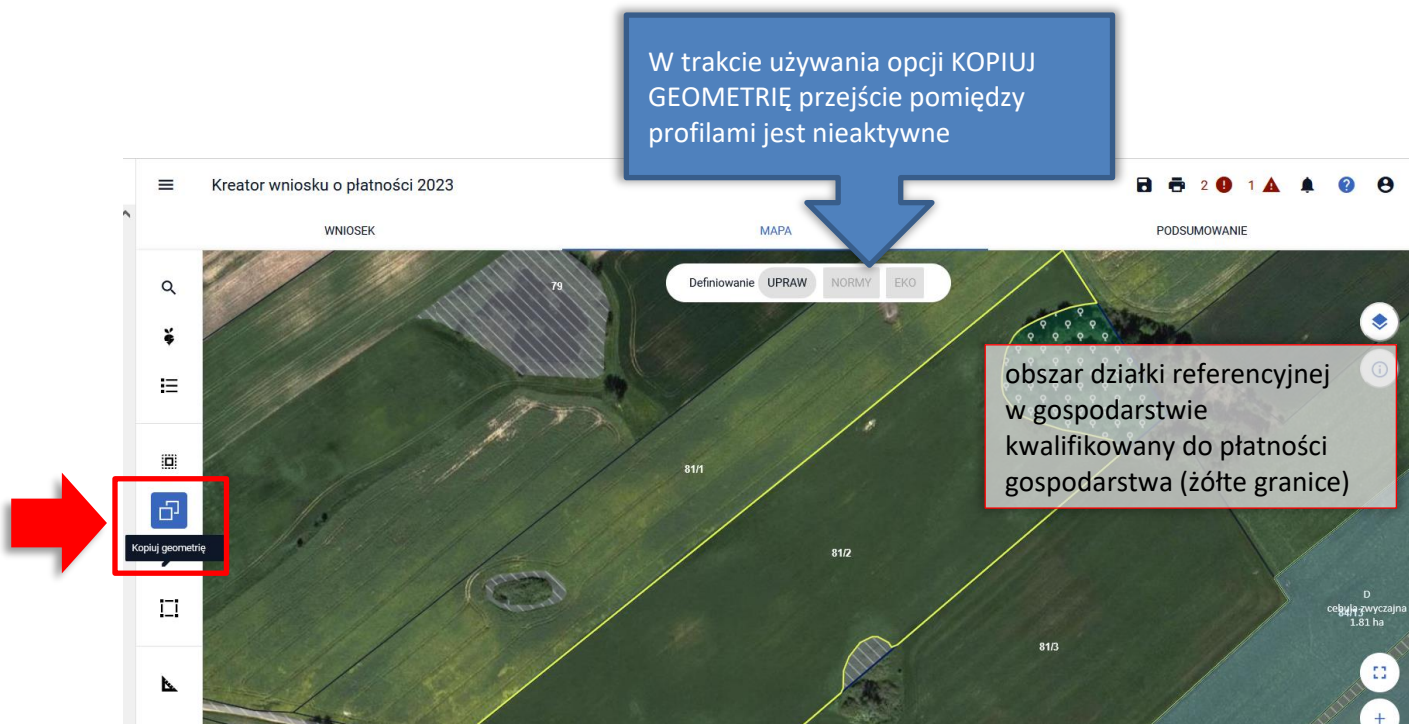 W trakcie używania opcji KOPIUJ
GEOMETRIĘ przejście pomiędzy
profilami jest nieaktywne
Kreator wniosku o płatności 2023
2
1
WNIOSEK
MAPA
PODSUMOWANIE
Definiowanie UPRAW NORMY EKO
79
obszar działki referencyjnej
w gospodarstwie
kwalifikowany do płatności
gospodarstwa (żółte granice)
81/1
Kopiuj geometrię
81/2
D
cebula zwyczajna
84/13
1.81 ha
81/3